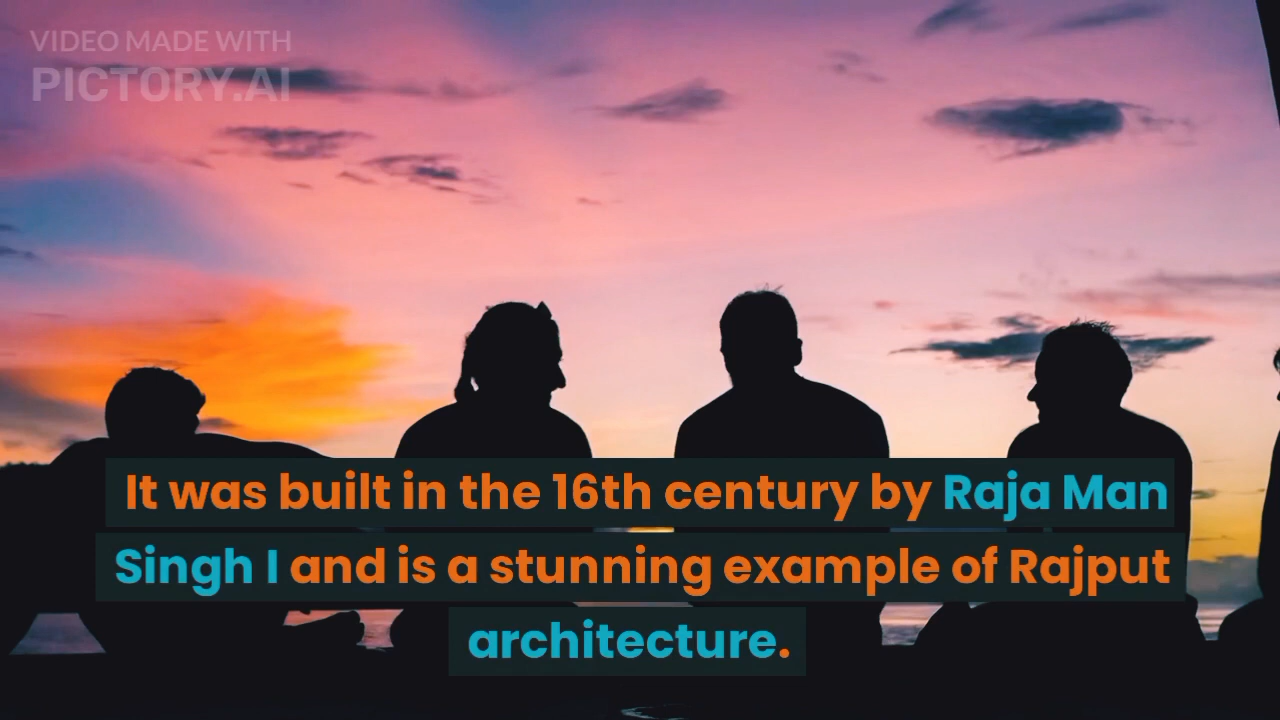 VIDEO MADE WITH
PICTORY.AI
It was built in the 16th century by Raja Man
Singh I and is a stunning example of Rajput
architecture.